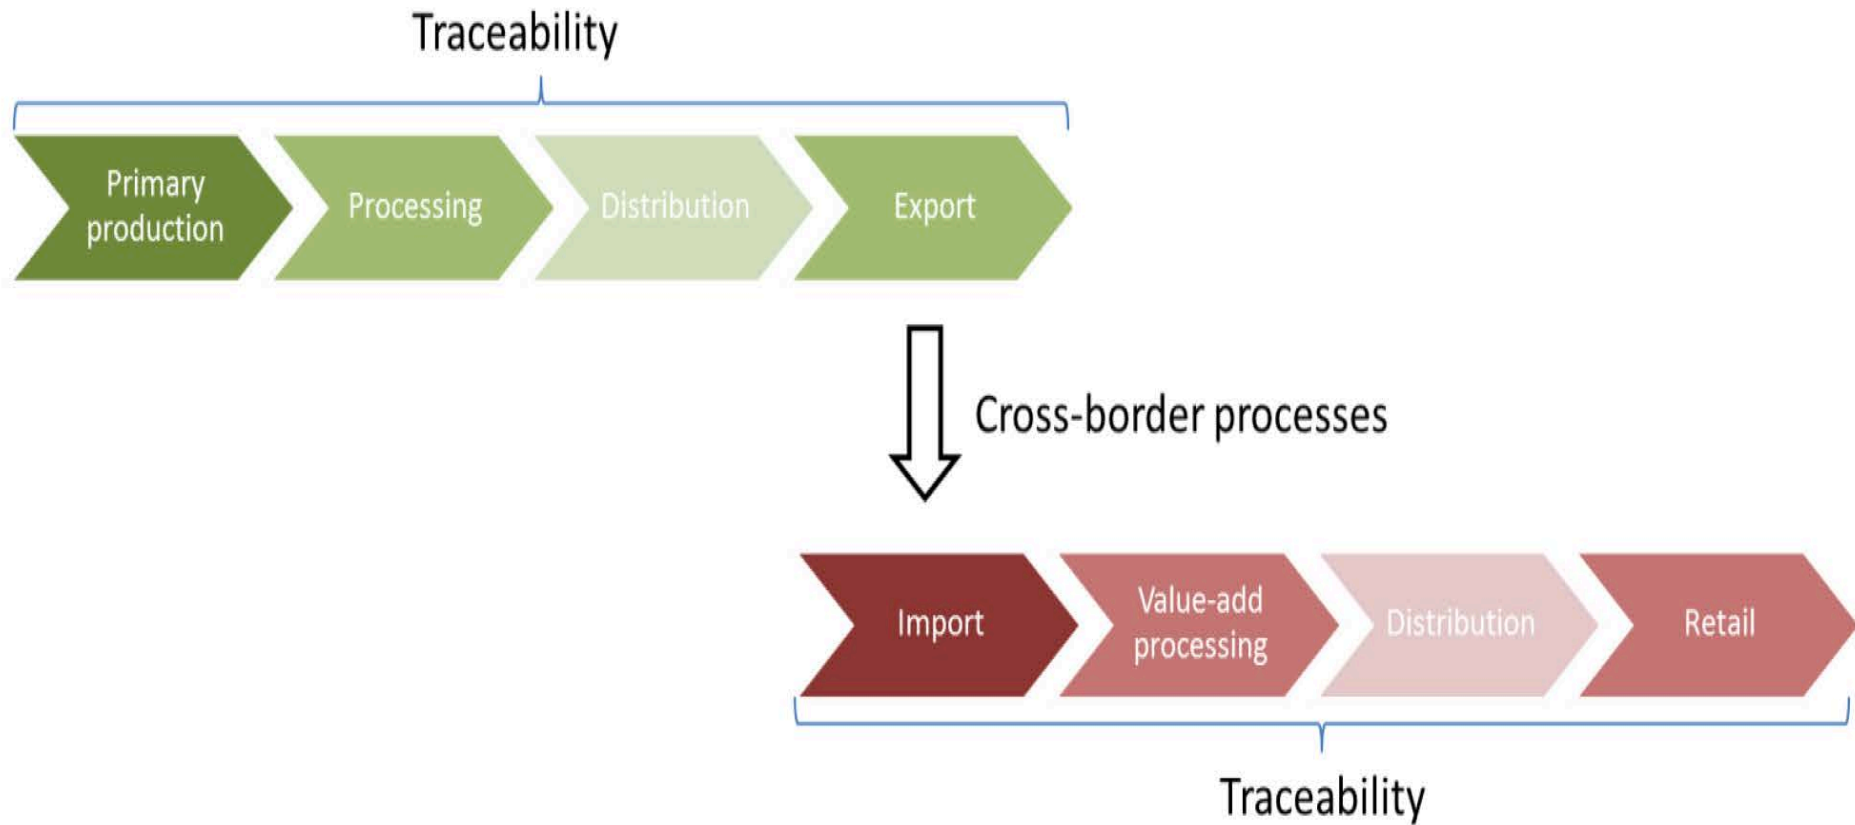 Traceability
Primary
production
Processing
Distribution
Export
Cross-border processes
Import
Value-add
processing
Distribution
Retail
Traceability